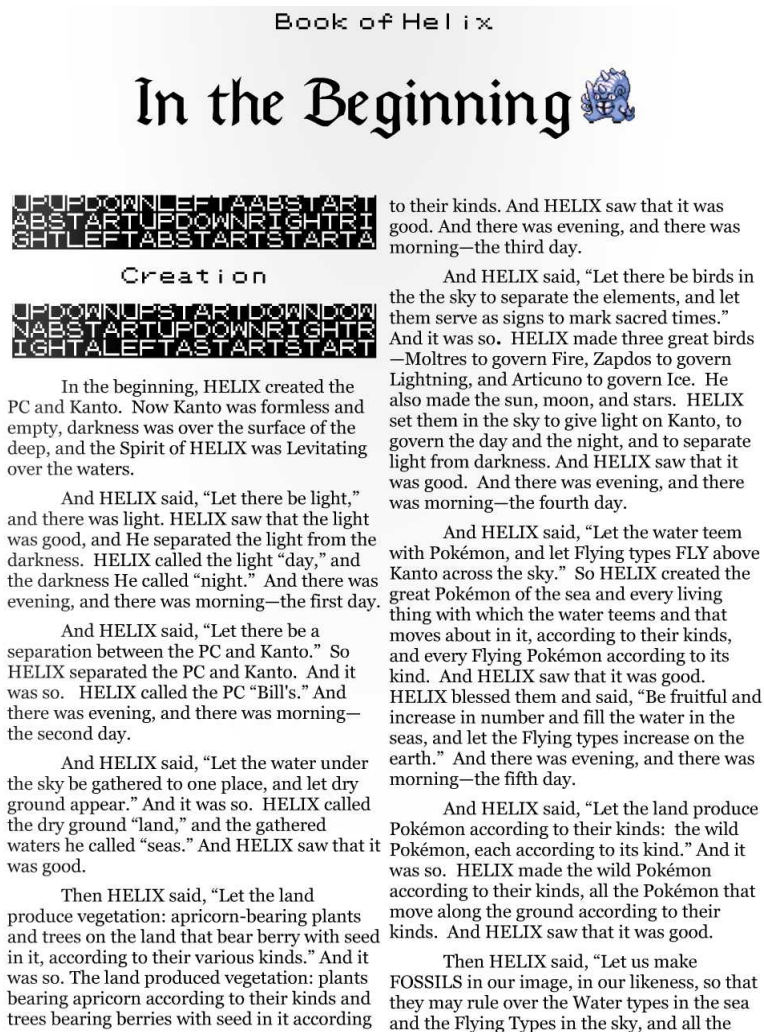 Book of Helix
In the Beginning
UPUPDOWNLEFTAABSTART
ABSTARTUPDOWNRIGHTRI
GHTLEFTABSTARTSTARTA
Creation
UPDOWNUPSTARTDOWNDOW
NABSTARTUPDOWNRIGHTR
IGHTALEFTASTARTSTART
In the beginning, HELIX created the
PC and Kanto. Now Kanto was formless and
empty, darkness was over the surface of the
deep, and the Spirit of HELIX was Levitating
over the waters.
And HELIX said, “Let there be light,”
and there was light. HELIX saw that the light
was good, and He separated the light from the
darkness. HELIX called the light “day,” and
the darkness He called “night.” And there was
evening, and there was morning—the first day.
And HELIX said, “Let there be a
separation between the PC and Kanto.” So
HELIX separated the PC and Kanto. And it
was so. HELIX called the PC “Bill's.” And
there was evening, and there was morning—
the second day.
And HELIX said, “Let the water under
the sky be gathered to one place, and let dry
ground appear.” And it was so. HELIX called
the dry ground “land,” and the gathered
waters he called “seas.” And HELIX saw that it
was good.
Then HELIX said, “Let the land
produce vegetation: apricorn-bearing plants
and trees on the land that bear berry with seed
in it, according to their various kinds.” And it
was so. The land produced vegetation: plants
bearing apricorn according to their kinds and
trees bearing berries with seed in it according
to their kinds. And HELIX saw that it was
good. And there was evening, and there was
morning—the third day.
And HELIX said, “Let there be birds in
the the sky to separate the elements, and let
them serve as signs to mark sacred times.”
And it was so. HELIX made three great birds
—Moltres to govern Fire, Zapdos to govern
Lightning, and Articuno to govern Ice. He
also made the sun, moon, and stars. HELIX
set them in the sky to give light on Kanto, to
govern the day and the night, and to separate
light from darkness. And HELIX saw that it
was good. And there was evening, and there
was morning—the fourth day.
And HELIX said, “Let the water teem
with Pokémon, and let Flying types FLY above
Kanto across the sky.” So HELIX created the
great Pokémon of the sea and every living
thing with which the water teems and that
moves about in it, according to their kinds,
and every Flying Pokémon according to its
kind. And HELIX saw that it was good.
HELIX blessed them and said, “Be fruitful and
increase in number and fill the water in the
seas, and let the Flying types increase on the
earth.” And there was evening, and there was
morning—the fifth day.
And HELIX said, “Let the land produce
Pokémon according to their kinds: the wild
Pokémon, each according to its kind.” And it
was so. HELIX made the wild Pokémon
according to their kinds, all the Pokémon that
move along the ground according to their
kinds. And HELIX saw that it was good.
Then HELIX said, “Let us make
FOSSILS in our image, in our likeness, so that
they may rule over the Water types in the sea
and the Flying Types in the sky, and all the